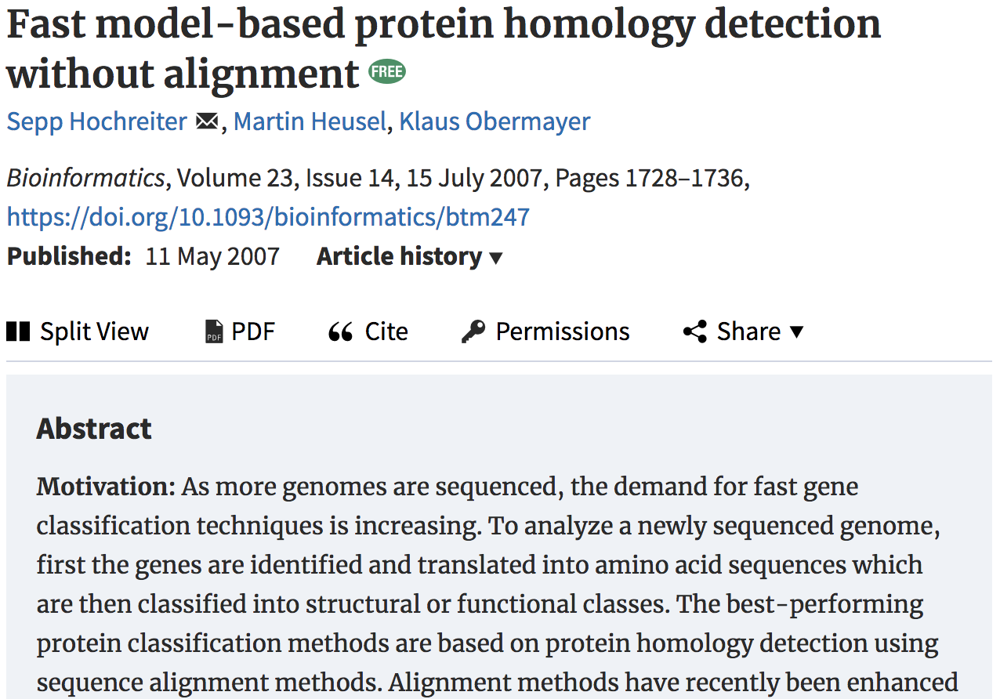 Fast model-based protein homology detection
without alignment FREE
Sepp Hochreiter, Martin Heusel, Klaus Obermayer
Bioinformatics, Volume 23, Issue 14, 15 July 2007, Pages 1728–1736,
https://doi.org/10.1093/bioinformatics/btm247
Published: 11 May 2007 Article history ▼
Split View PDF PDF Cite Permissions Share ▼
Abstract
Motivation: As more genomes are sequenced, the demand for fast gene
classification techniques is increasing. To analyze a newly sequenced genome,
first the genes are identified and translated into amino acid sequences which
are then classified into structural or functional classes. The best-performing
protein classification methods are based on protein homology detection using
sequence alignment methods. Alignment methods have recently been enhanced